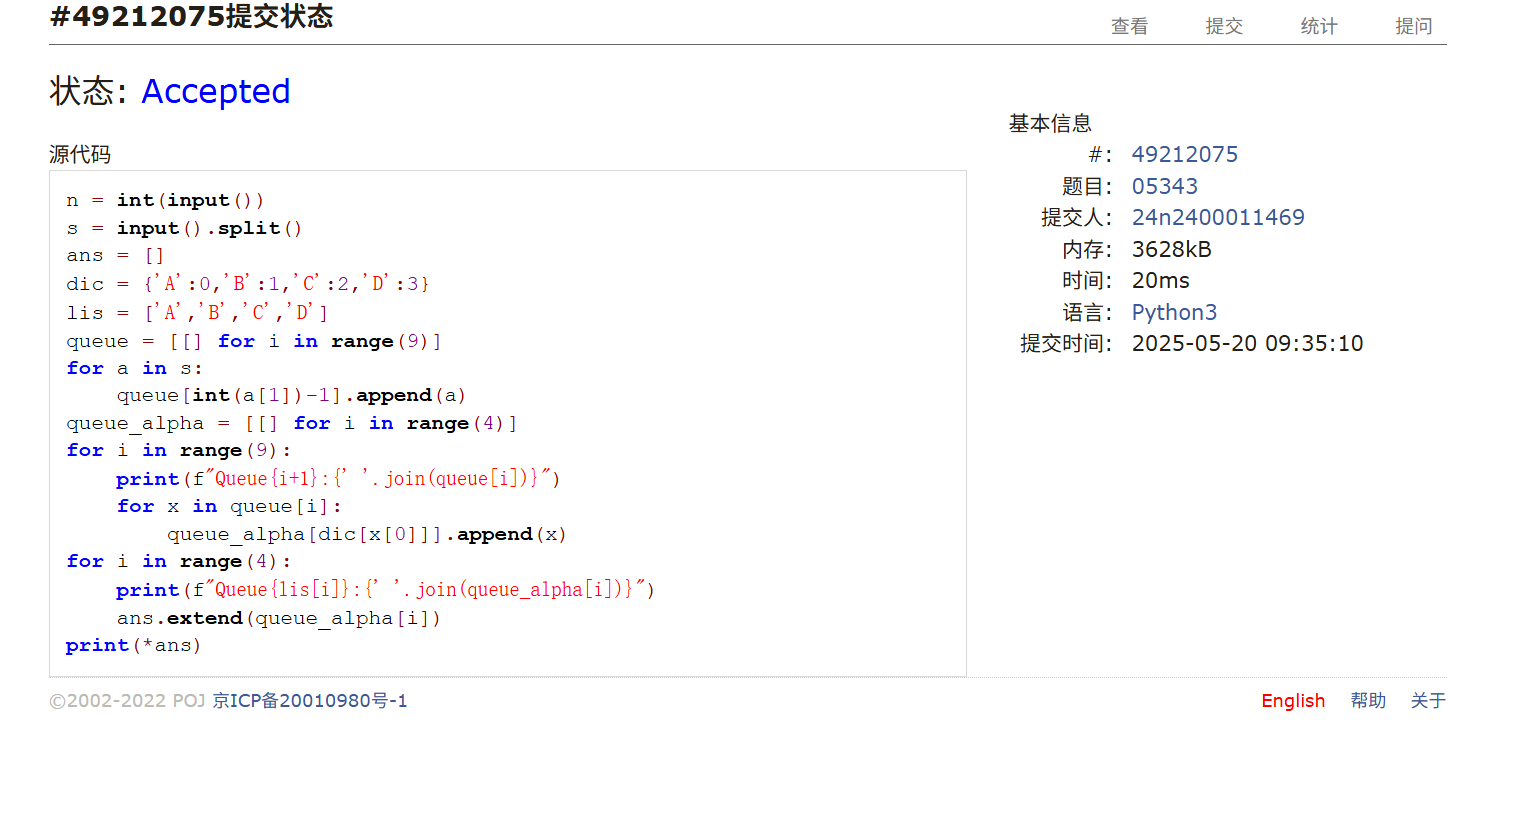 #49212075提交状态
查看 提交 统计 提问
状态: Accepted
源代码
n = int(input())
s = input().split()
ans = []
dic = {'A':0,'B':1,'C':2,'D':3}
lis = ['A','B','C','D']
queue = [[] for i in range(9)]
for a in s:
    queue[int(a[1])-1].append(a)
queue_alpha = [[] for i in range(4)]
for i in range(9):
    print(f"Queue{i+1}:{' '.join(queue[i])}")
    for x in queue[i]:
        queue_alpha[dic[x[0]]].append(x)
for i in range(4):
    print(f"Queue{lis[i]}:{' '.join(queue_alpha[i])}")
    ans.extend(queue_alpha[i])
print(*ans)
基本信息
#: 49212075
题目: 05343
提交人: 24n2400011469
内存: 3628kB
时间: 20ms
语言: Python3
提交时间: 2025-05-20 09:35:10
©2002-2022 POJ 京ICP备20010980号-1
English 帮助 关于